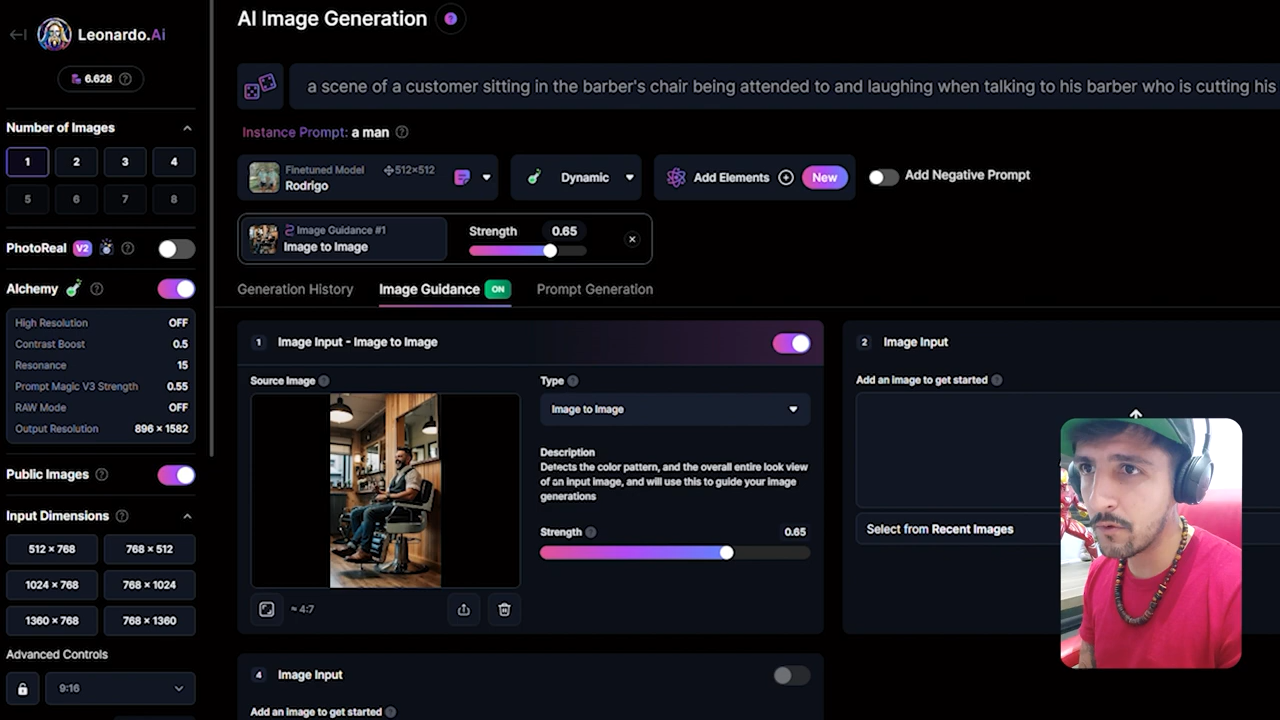 Leonardo.Ai
6.628
Number of Images
1
2
3
4
5
6
7
8
PhotoReal V2
Alchemy
High Resolution OFF
Contrast Boost 0.5
Resonance 15
Prompt Magic V3 Strength 0.55
RAW Mode OFF
Output Resolution 896 × 1582
Public Images
Input Dimensions
512 × 768
768 × 512
1024 × 768
768 × 1024
1360 × 768
768 × 1360
Advanced Controls
9:16
AI Image Generation
a scene of a customer sitting in the barber's chair being attended to and laughing when talking to his barber who is cutting his
Instance Prompt: a man
Finetuned Model 512×512
Rodrigo
Dynamic
Add Elements New
Add Negative Prompt
Image Guidance #1
Image to Image
Strength 0.65
Generation History
Image Guidance ON
Prompt Generation
1 Image Input - Image to Image
Source Image
≈ 4:7
Type
Image to Image
Description
Detects the color pattern, and the overall entire look view
of an input image, and will use this to guide your image
generations
Strength 0.65
2 Image Input
Add an image to get started
Select from Recent Images
4 Image Input
Add an image to get started